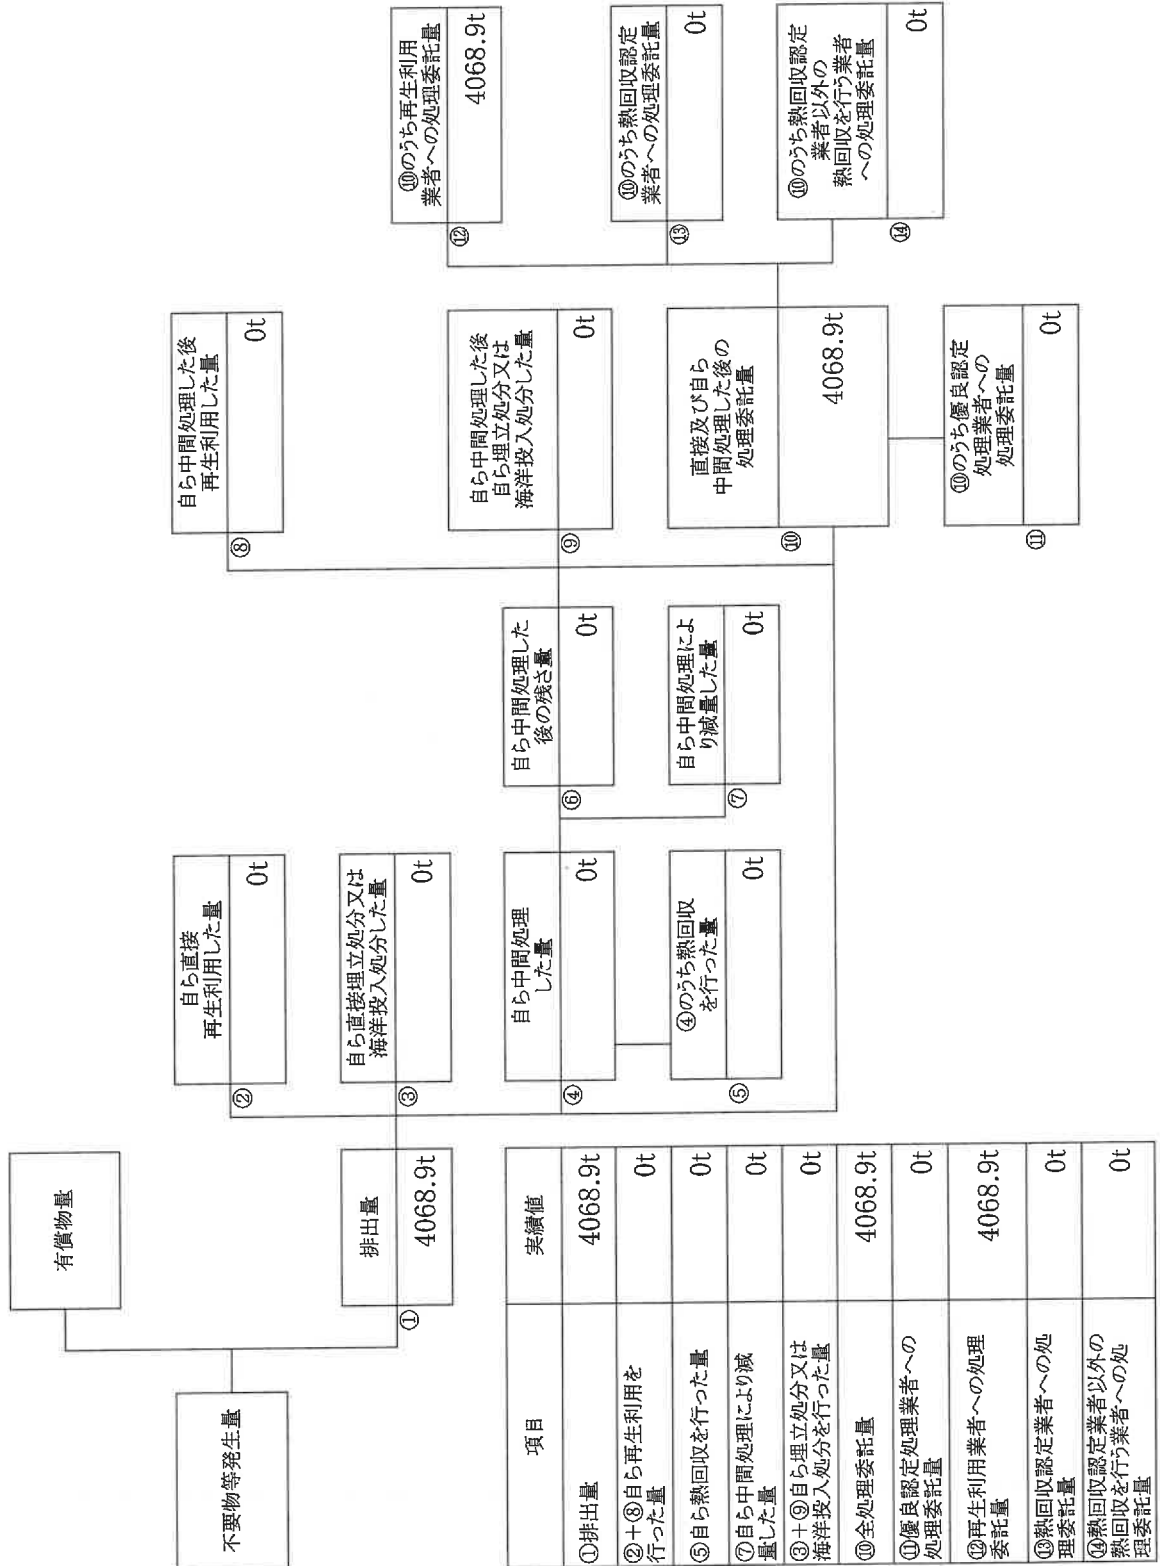 不要物等発生量
有償物量
排出量
①
4068.9t
自ら直接
再生利用した量
②
0t
自ら直接埋立処分又は
海洋投入処分した量
③
0t
自ら中間処理
した量
④
0t
④のうち熱回収
を行った量
⑤
0t
自ら中間処理した
後の残さ量
⑥
0t
自ら中間処理によ
り減量した量
⑦
0t
自ら中間処理した後
再生利用した量
⑧
0t
自ら中間処理した後
自ら埋立処分又は
海洋投入処分した量
⑨
0t
直接及び自ら
中間処理した後の
処理委託量
⑩
4068.9t
⑩のうち優良認定
処理業者への
処理委託量
⑪
0t
⑩のうち再生利用
業者への処理委託量
⑫
4068.9t
⑩のうち熱回収認定
業者への処理委託量
⑬
0t
⑩のうち熱回収認定
業者以外の
熱回収を行う業者
への処理委託量
⑭
0t
項目 実績値
①排出量 4068.9t
②+⑧自ら再生利用を
行った量 0t
⑤自ら熱回収を行った量 0t
⑦自ら中間処理により減
量した量 0t
③+⑨自ら埋立処分又は
海洋投入処分を行った量 0t
⑩全処理委託量 4068.9t
⑪優良認定処理業者への
処理委託量 0t
⑫再生利用業者への処理
委託量 4068.9t
⑬熱回収認定業者への処
理委託量 0t
⑭熱回収認定業者以外の
熱回収を行う業者への処
理委託量 0t